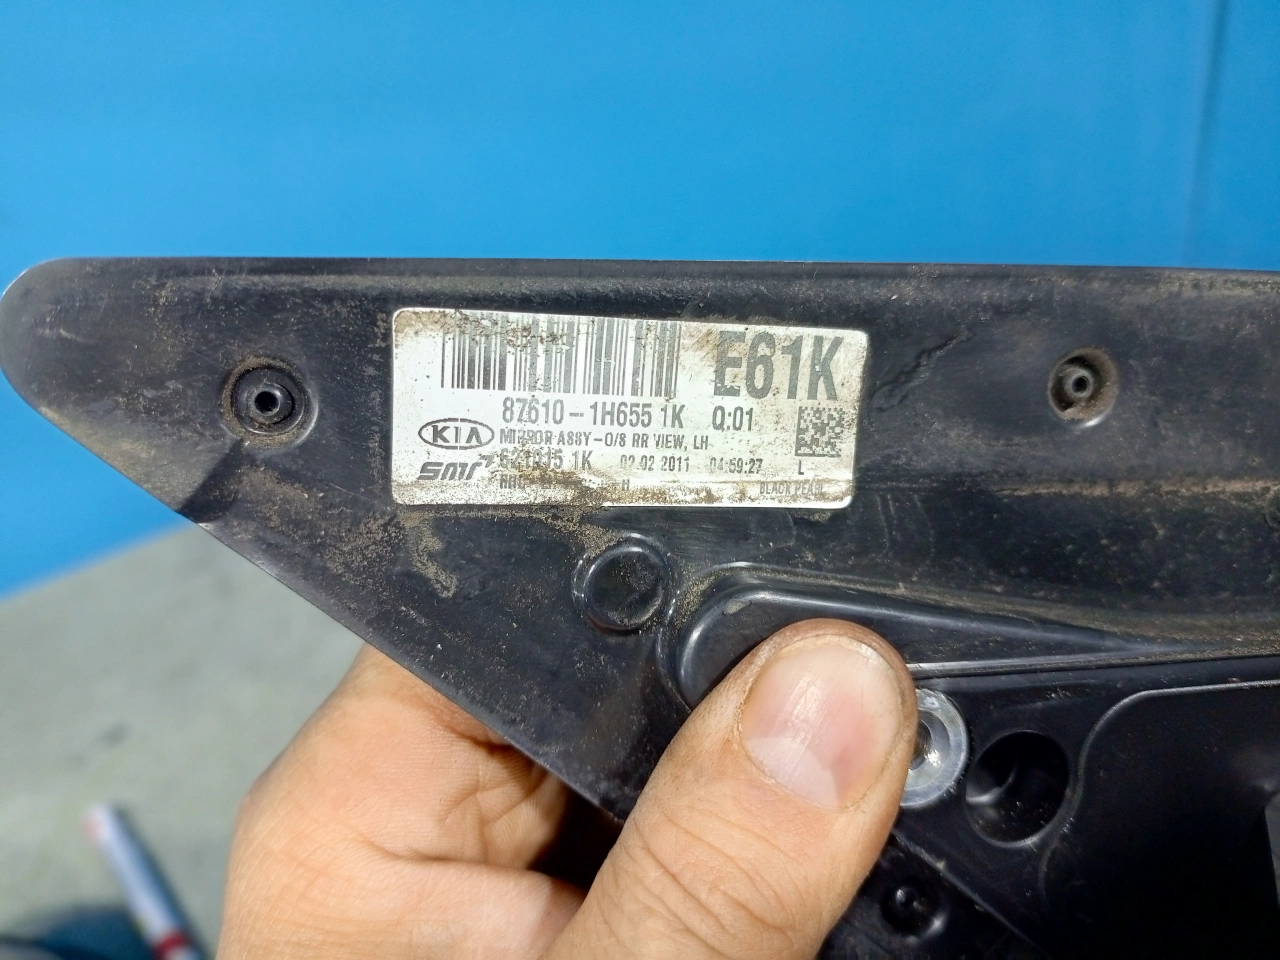 E61K
87610-1H655 1K Q:01
KIA MIRROR ASSY-O/S RR VIEW, LH
smr 1K 02.02 2011 04:59:27 L
BLACK PEARL